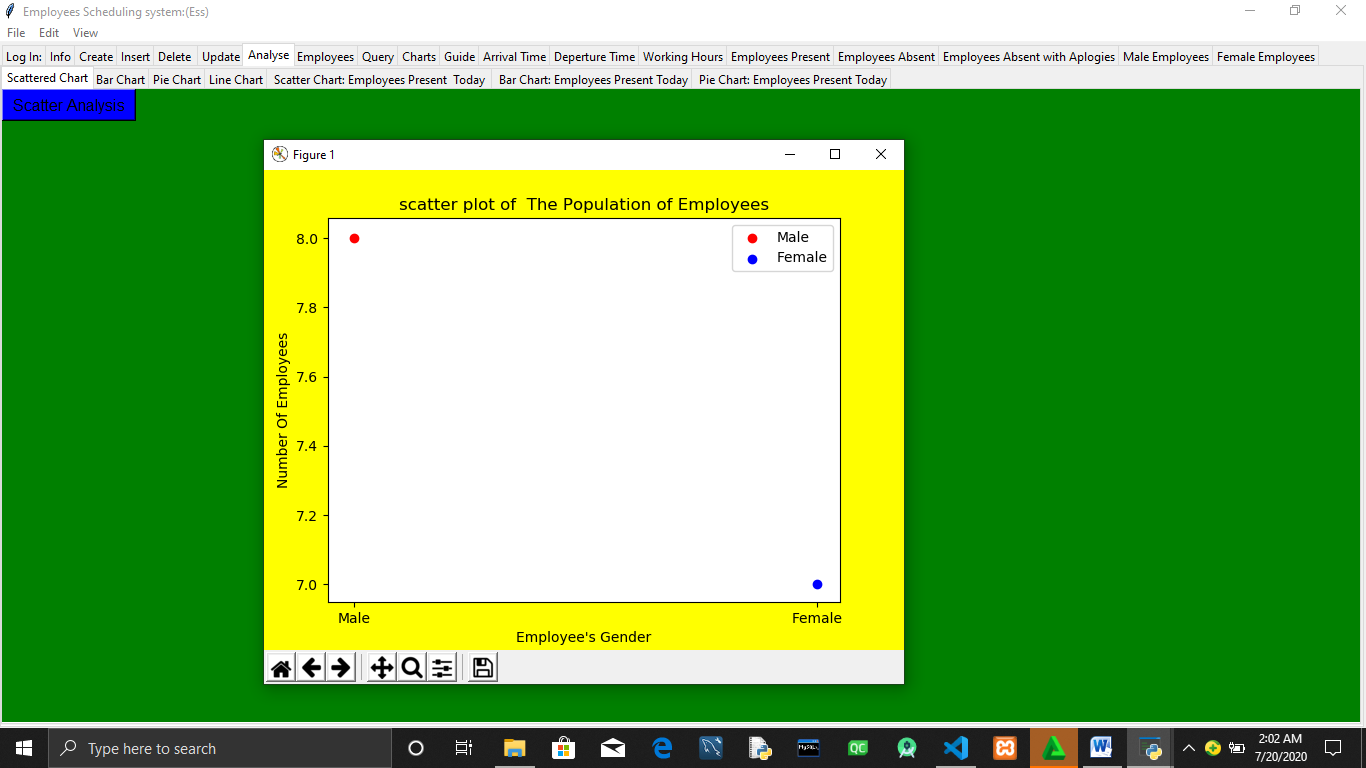 Employees Scheduling system:(Ess)
File Edit View
Log In: Info Create Insert Delete Update Analyse Employees Query Charts Guide Arrival Time Deperture Time Working Hours Employees Present Employees Absent Employees Absent with Aplogies Male Employees Female Employees
Scattered Chart Bar Chart Pie Chart Line Chart Scatter Chart: Employees Present Today Bar Chart: Employees Present Today Pie Chart: Employees Present Today
Scatter Analysis
Figure 1
scatter plot of The Population of Employees
Male
Female
8.0
7.8
7.6
7.4
7.2
7.0
Number Of Employees
Male Female
Employee's Gender
Type here to search
MySQL
QC
2:02 AM
7/20/2020